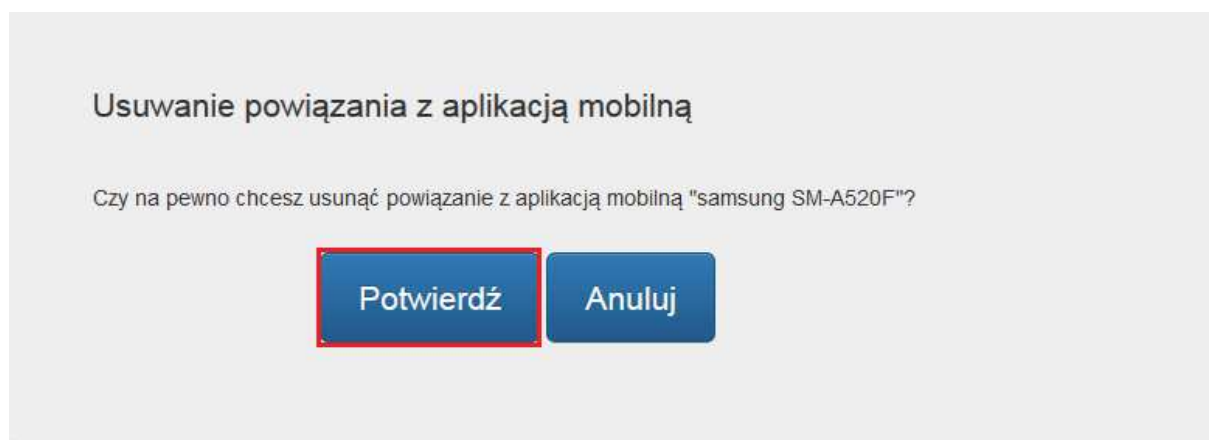 Usuwanie powiązania z aplikacją mobilną
Czy na pewno chcesz usunąć powiązanie z aplikacją mobilną "samsung SM-A520F"?
Potwierdź Anuluj